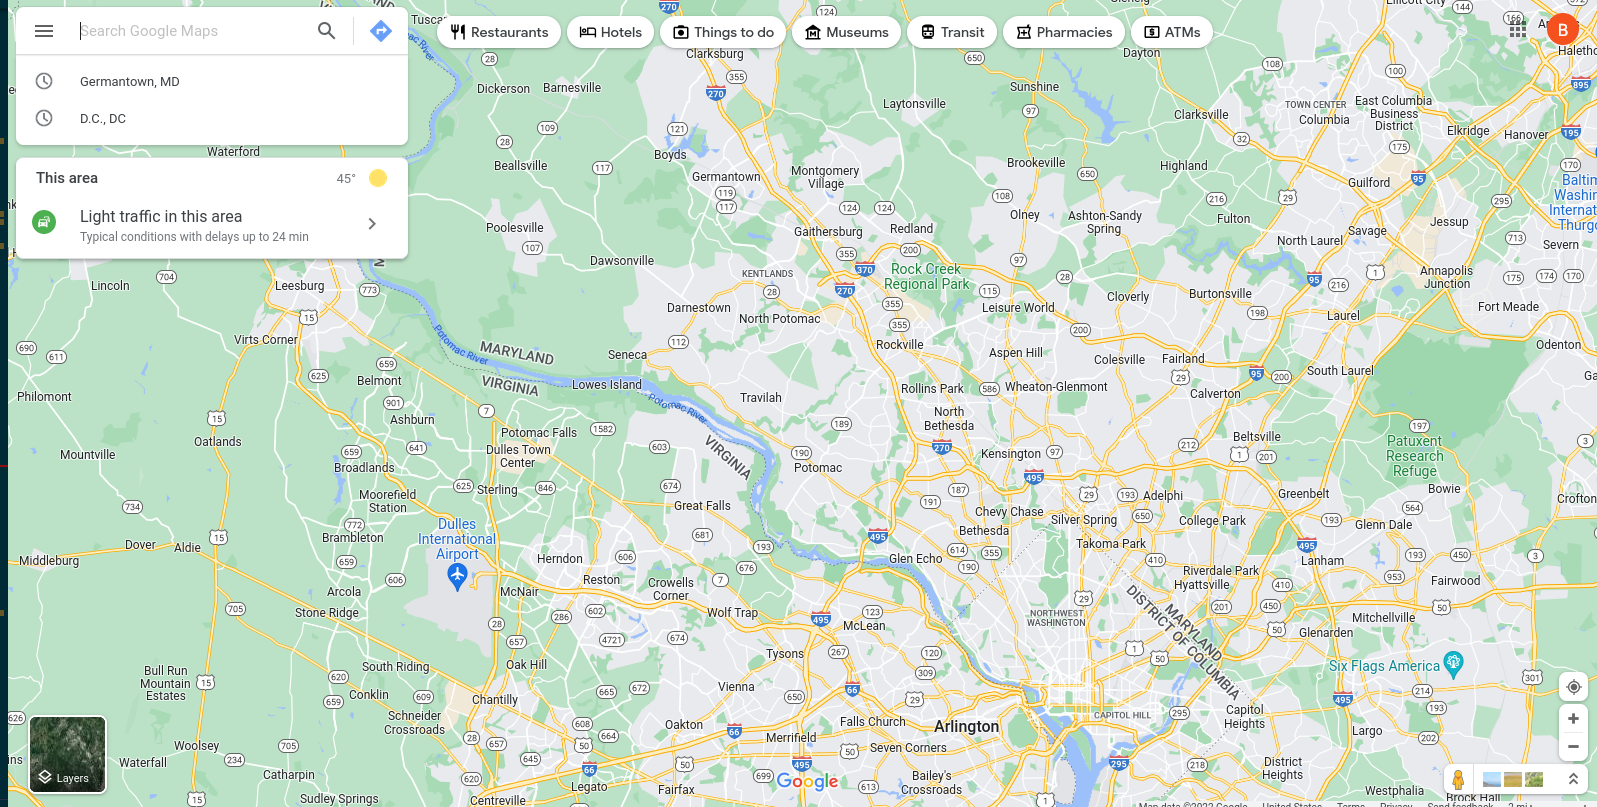 Search Google Maps
Restaurants
Hotels
Things to do
Museums
Transit
Pharmacies
ATMs
B
Germantown, MD
D.C., DC
This area
45°
Light traffic in this area
Typical conditions with delays up to 24 min
Layers
Clarksburg
Dickerson
Barnesville
Laytonsville
Sunshine
Dayton
Clarksville
TOWN CENTER
Columbia
East Columbia
Business
District
Elkridge
Hanover
Waterford
Beallsville
Boyds
Germantown
Montgomery
Village
Brookeville
Highland
Guilford
Poolesville
Gaithersburg
Redland
Olney
Ashton-Sandy
Spring
Fulton
Savage
Jessup
North Laurel
Severn
Dawsonville
KENTLANDS
Rock Creek
Regional Park
Annapolis
Junction
Lincoln
Leesburg
Darnestown
North Potomac
Leisure World
Cloverly
Burtonsville
Laurel
Fort Meade
Virts Corner
Potomac River
MARYLAND
VIRGINIA
Seneca
Rockville
Aspen Hill
Colesville
Fairland
South Laurel
Odenton
Philomont
Belmont
Lowes Island
Potomac River
Travilah
Rollins Park
Wheaton-Glenmont
Calverton
Ashburn
North
Bethesda
Oatlands
Potomac Falls
Dulles Town
Center
VIRGINIA
Beltsville
Patuxent
Research
Refuge
Mountville
Broadlands
Potomac
Kensington
Moorefield
Station
Sterling
Great Falls
Chevy Chase
Silver Spring
Adelphi
Greenbelt
Bowie
Brambleton
Dulles
International
Airport
Bethesda
Takoma Park
College Park
Glenn Dale
Dover
Aldie
Middleburg
Herndon
Reston
Crowells
Corner
Glen Echo
Riverdale Park
Hyattsville
Lanham
Fairwood
Arcola
Stone Ridge
McNair
Wolf Trap
McLean
NORTHWEST
WASHINGTON
MARYLAND
DISTRICT OF COLUMBIA
Mitchellville
Glenarden
Bull Run
Mountain
Estates
South Riding
Oak Hill
Tysons
Six Flags America
Conklin
Chantilly
Vienna
Schneider
Crossroads
Oakton
Falls Church
Arlington
CAPITOL HILL
Capitol
Heights
Largo
Woolsey
Waterfall
Catharpin
Merrifield
Seven Corners
District
Heights
Sudley Springs
Centreville
Legato
Fairfax
Google
Bailey's
Crossroads
Westphalia
Map data ©2022 Google
United States
Terms
Privacy
Send feedback
2 mi